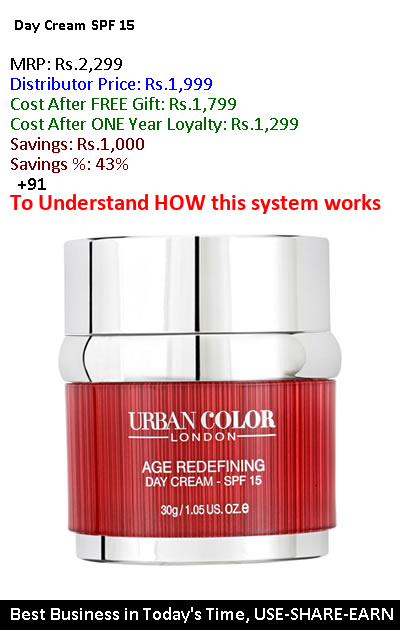 Day Cream SPF 15
MRP: Rs.2,299
Distributor Price: Rs.1,999
Cost After FREE Gift: Rs.1,799
Cost After ONE Year Loyalty: Rs.1,299
Savings: Rs.1,000
Savings %: 43%
+91
To Understand HOW this system works
URBAN COLOR
LONDON
AGE REDEFINING
DAY CREAM - SPF 15
30g / 1.05 US. OZ.e
Best Business in Today's Time, USE-SHARE-EARN